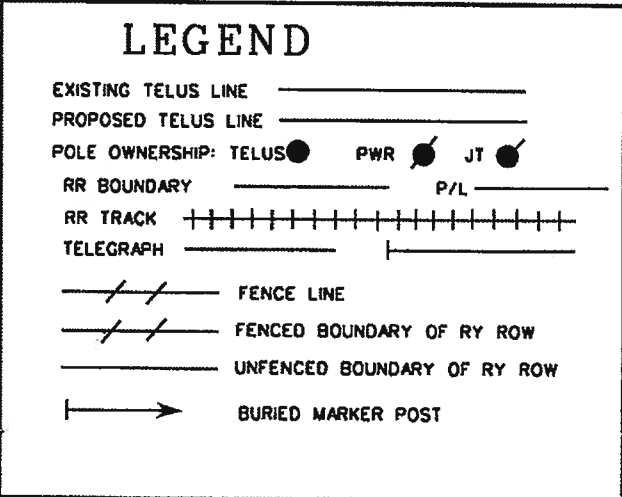 LEGEND
EXISTING TELUS LINE
PROPOSED TELUS LINE
POLE OWNERSHIP: TELUS PWR JT
RR BOUNDARY P/L
RR TRACK
TELEGRAPH
FENCE LINE
FENCED BOUNDARY OF RY ROW
UNFENCED BOUNDARY OF RY ROW
BURIED MARKER POST